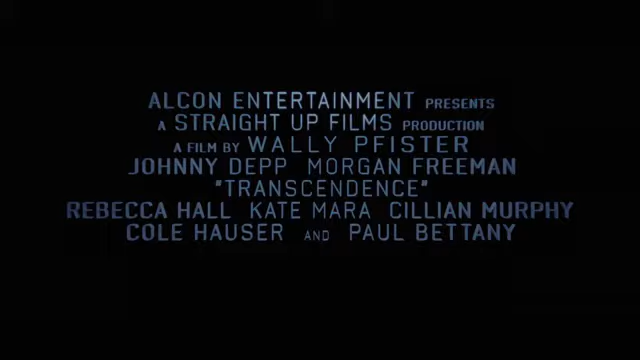 ALCON ENTERTAINMENT PRESENTS
A STRAIGHT UP FILMS PRODUCTION
A FILM BY WALLY PFISTER
JOHNNY DEPP MORGAN FREEMAN
"TRANSCENDENCE"
REBECCA HALL KATE MARA CILLIAN MURPHY
COLE HAUSER AND PAUL BETTANY